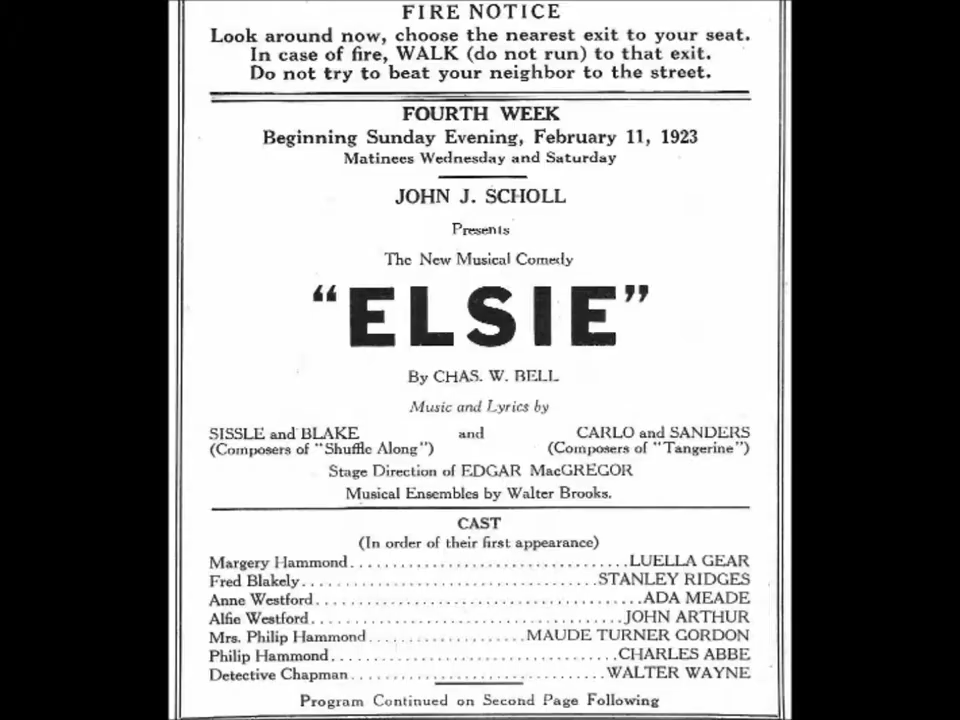 FIRE NOTICE
Look around now, choose the nearest exit to your seat.
In case of fire, WALK (do not run) to that exit.
Do not try to beat your neighbor to the street.
FOURTH WEEK
Beginning Sunday Evening, February 11, 1923
Matinees Wednesday and Saturday
JOHN J. SCHOLL
Presents
The New Musical Comedy
"ELSIE"
By CHAS. W. BELL
Music and Lyrics by
SISSLE and BLAKE and CARLO and SANDERS
(Composers of "Shuffle Along") (Composers of "Tangerine")
Stage Direction of EDGAR MacGREGOR
Musical Ensembles by Walter Brooks.
CAST
(In order of their first appearance)
Margery Hammond..........................LUELLA GEAR
Fred Blakely..........................STANLEY RIDGES
Anne Westford..........................ADA MEADE
Alfie Westford..........................JOHN ARTHUR
Mrs. Philip Hammond................MAUDE TURNER GORDON
Philip Hammond..........................CHARLES ABBE
Detective Chapman......................WALTER WAYNE
Program Continued on Second Page Following